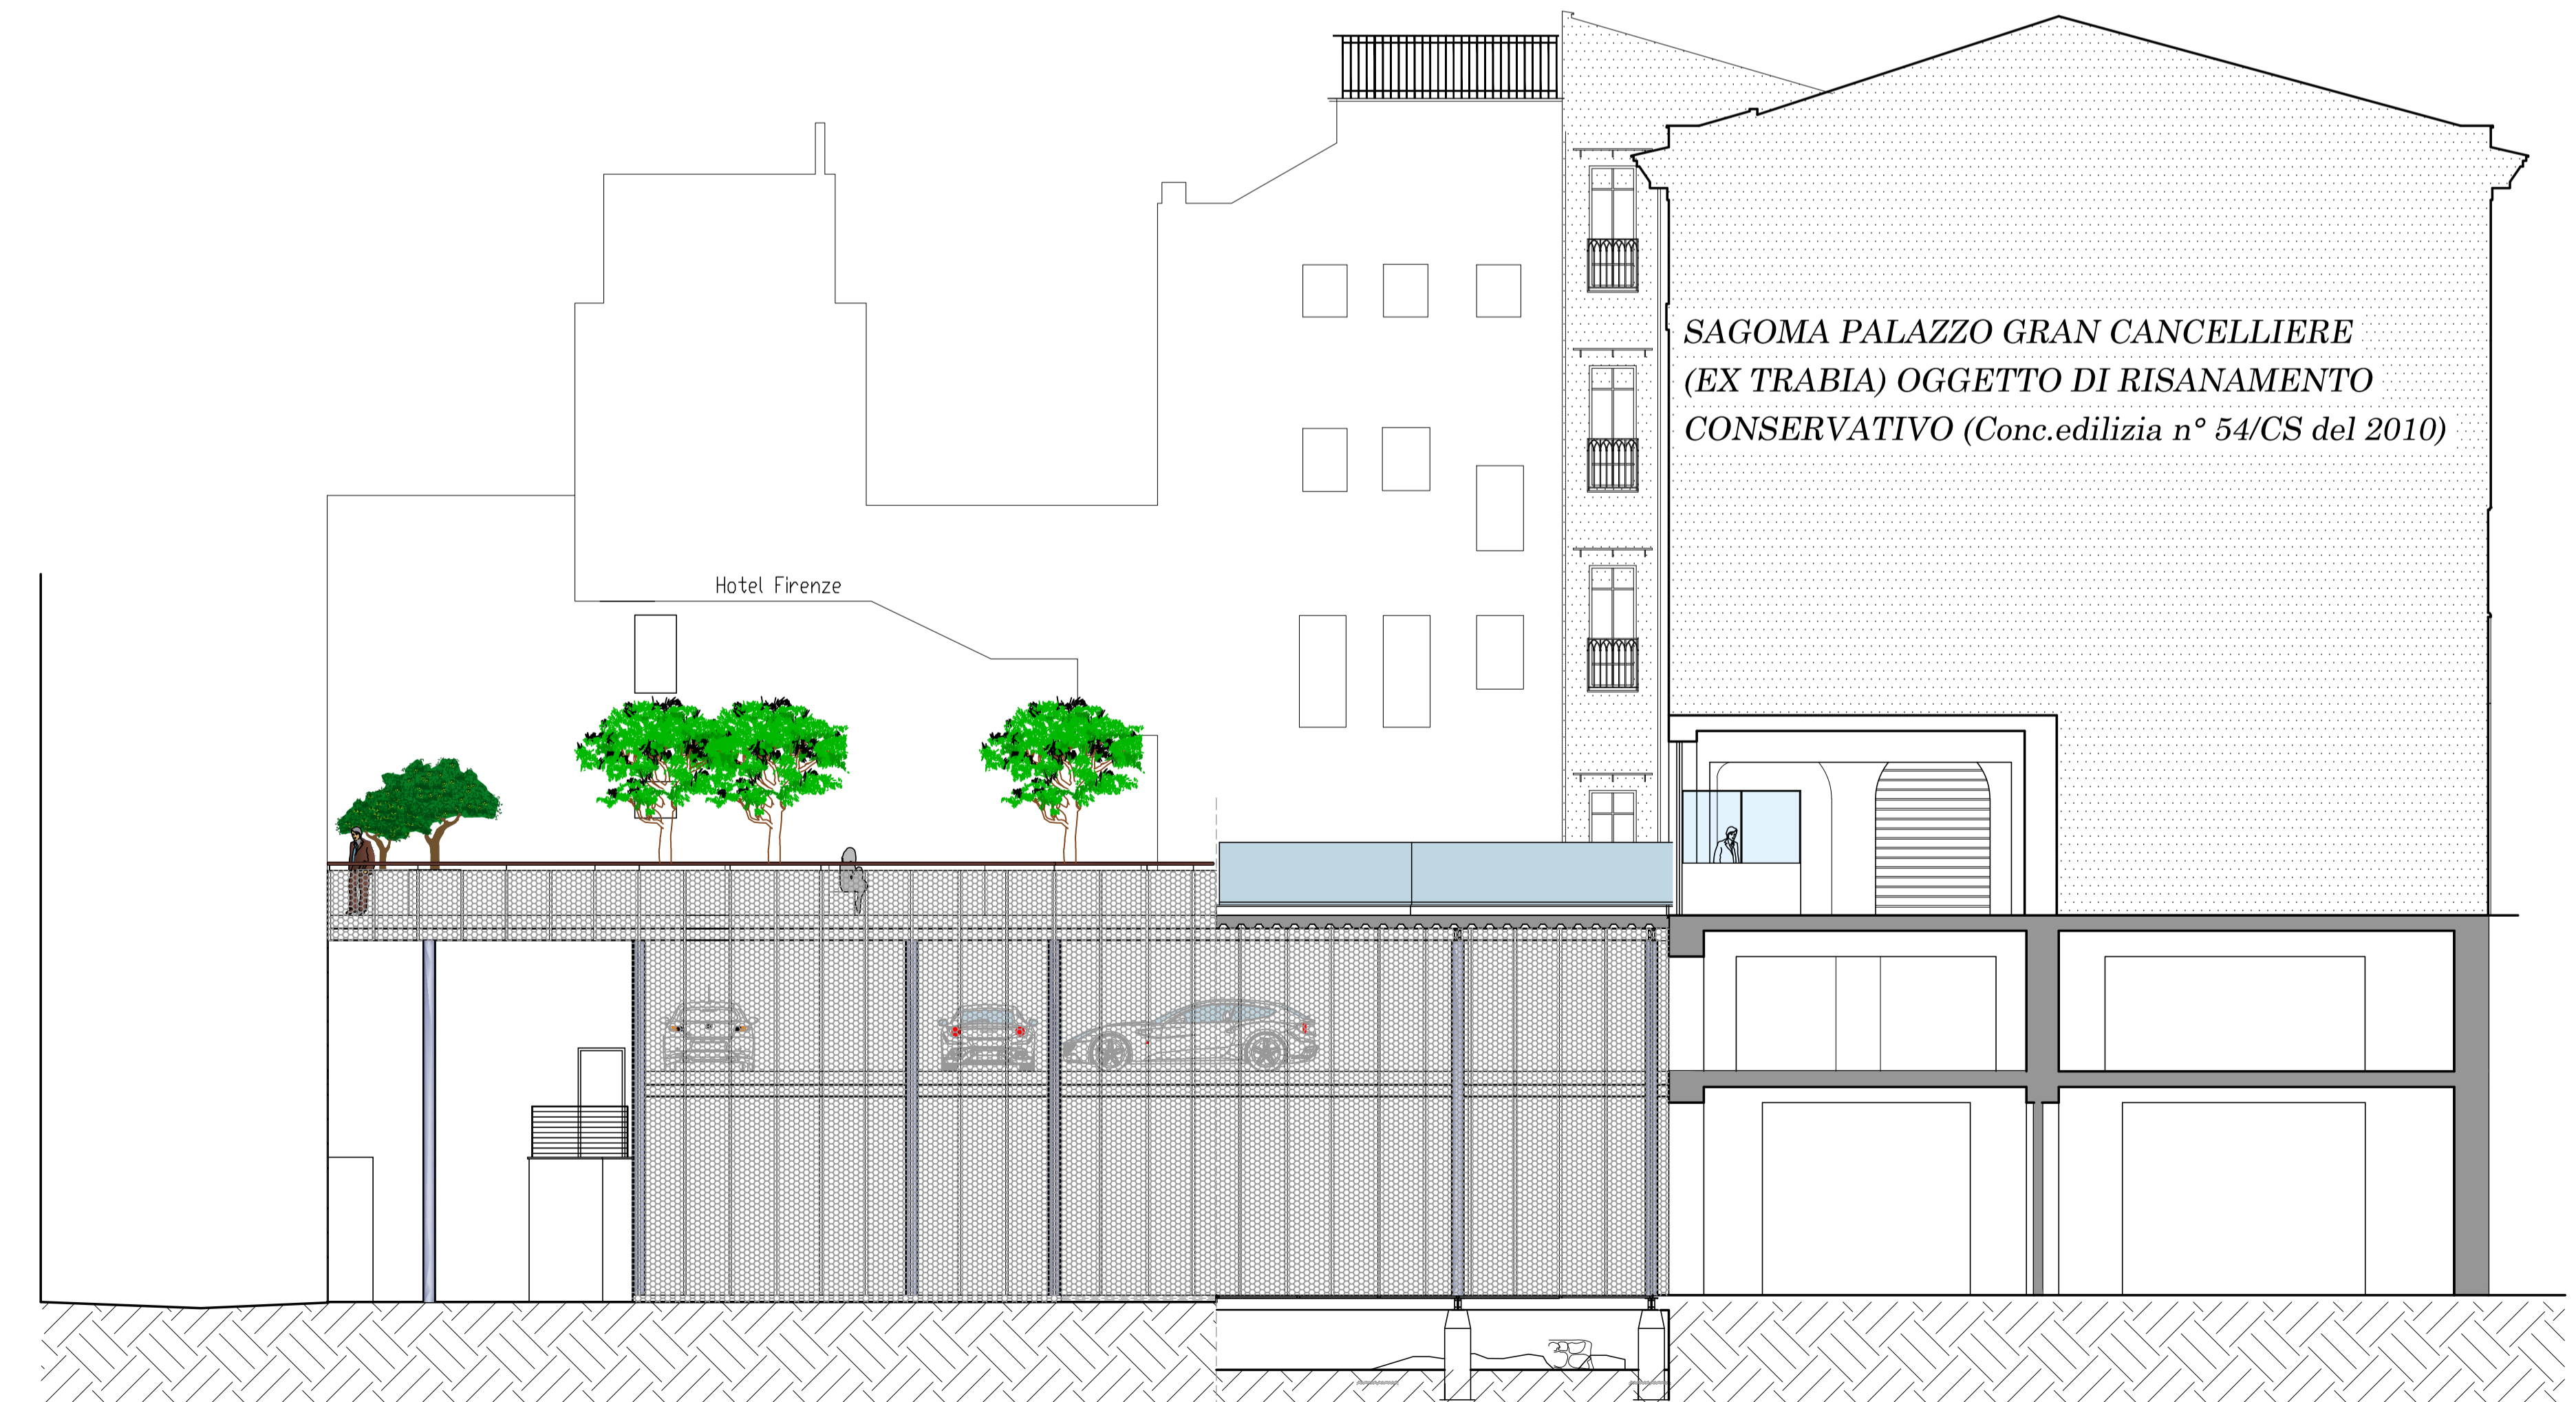 SAGOMA PALAZZO GRAN CANCELLIERE
(EX TRABIA) OGGETTO DI RISANAMENTO
CONSERVATIVO (Conc.edilizia n° 54/CS del 2010)
Hotel Firenze